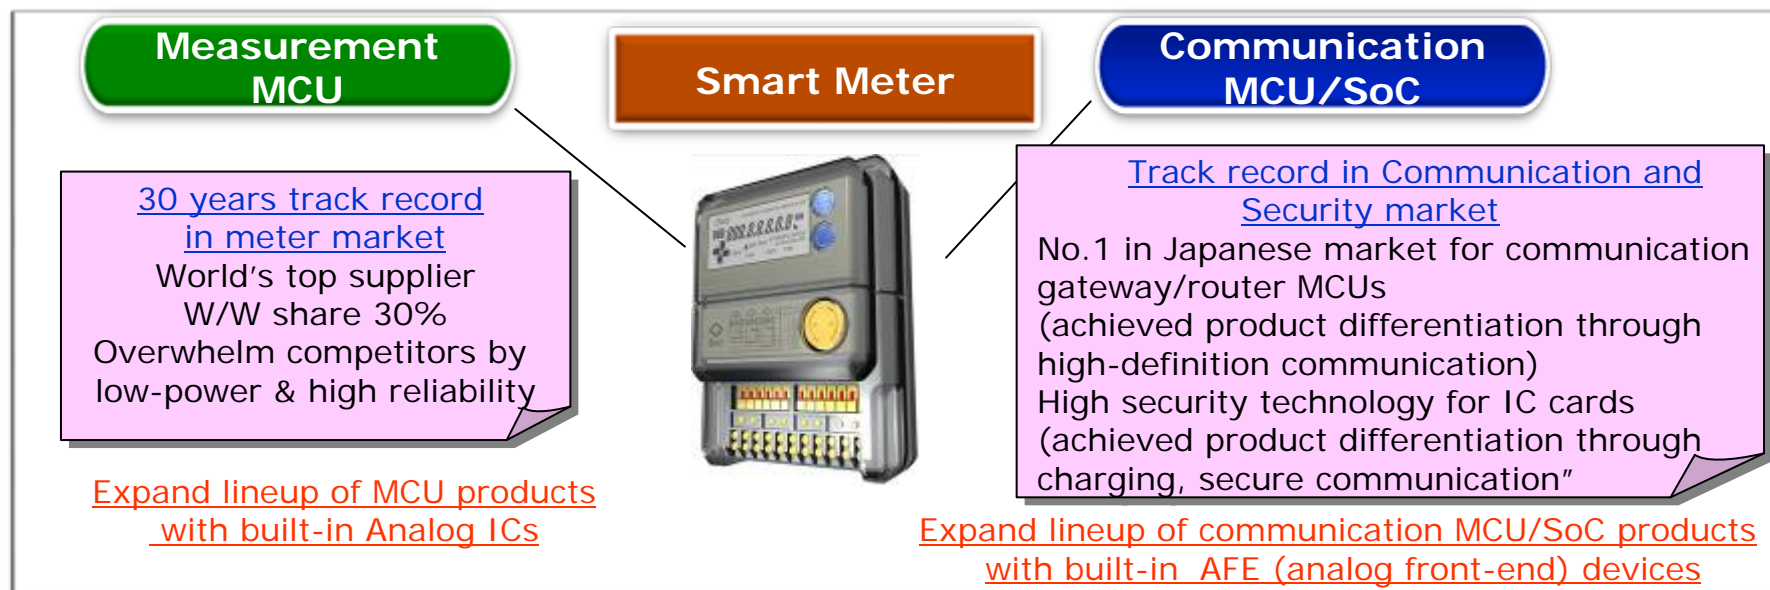 Measurement
MCU
Smart Meter
Communication
MCU/SoC
30 years track record
in meter market
World's top supplier
W/W share 30%
Overwhelm competitors by
low-power & high reliability
Expand lineup of MCU products
with built-in Analog ICs
Track record in Communication and
Security market
No.1 in Japanese market for communication
gateway/router MCUs
(achieved product differentiation through
high-definition communication)
High security technology for IC cards
(achieved product differentiation through
charging, secure communication”
Expand lineup of communication MCU/SoC products
with built-in AFE (analog front-end) devices